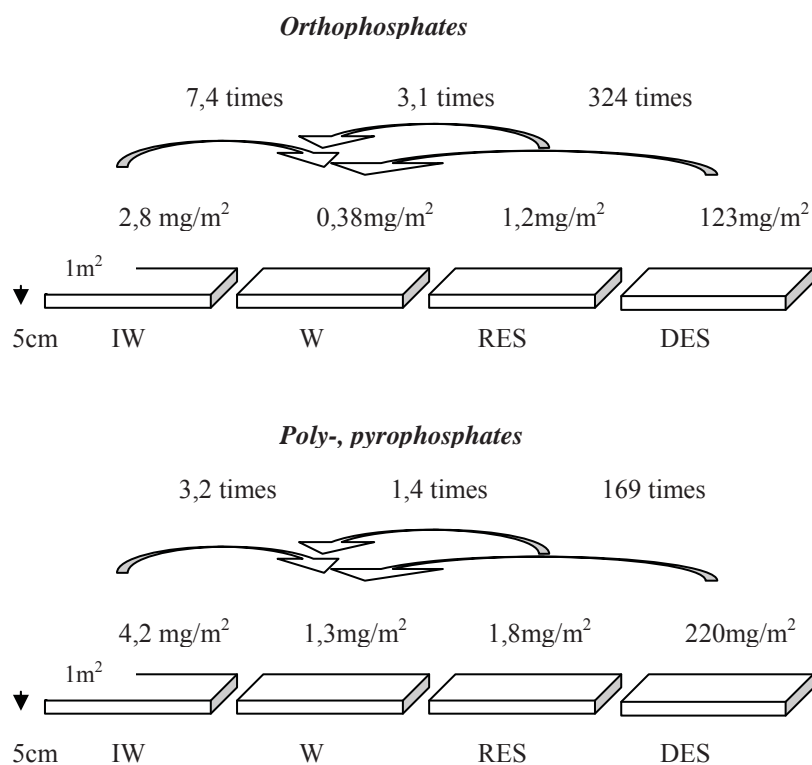 Orthophosphates
7,4 times 3,1 times 324 times
2,8 mg/m² 0,38mg/m² 1,2mg/m² 123mg/m²
1m²
5cm IW W RES DES
Poly-, pyrophosphates
3,2 times 1,4 times 169 times
4,2 mg/m² 1,3mg/m² 1,8mg/m² 220mg/m²
1m²
5cm IW W RES DES